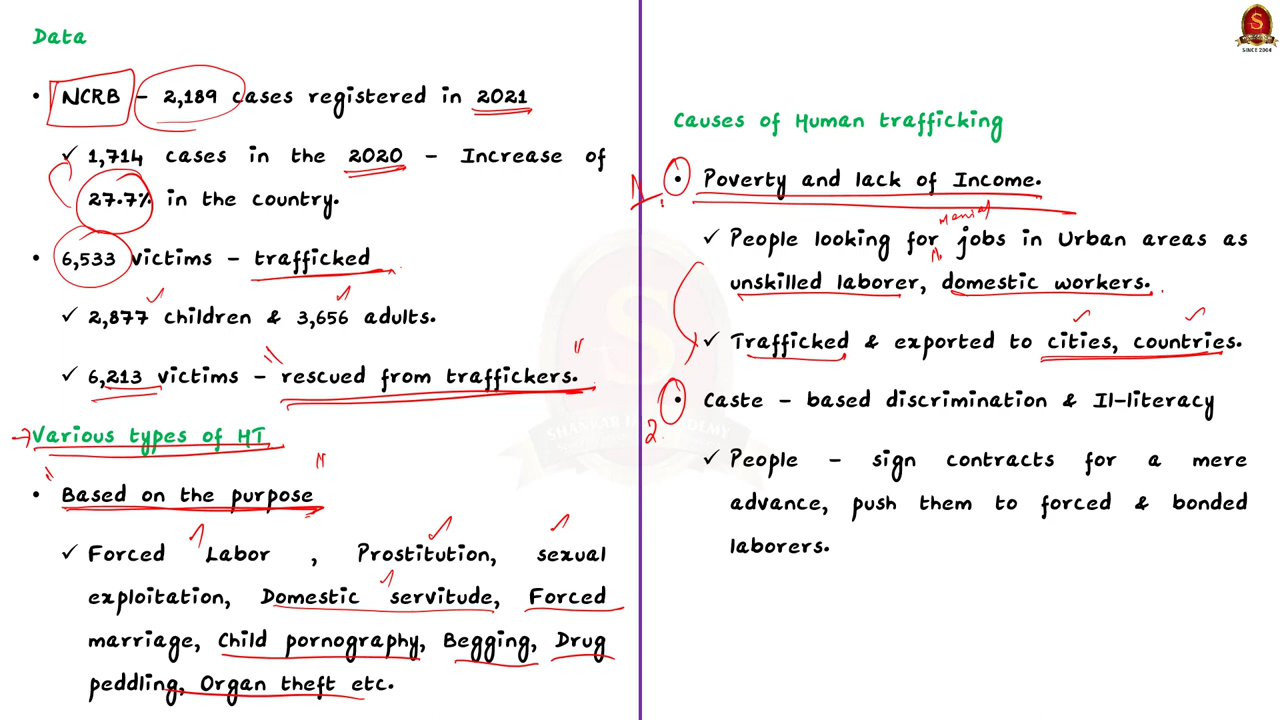 Data
• NCRB - 2,189 cases registered in 2021
✓ 1,714 cases in the 2020 - Increase of
27.7% in the country.
• 6,533 victims - trafficked
✓ 2,877 children & 3,656 adults.
✓ 6,213 victims - rescued from traffickers.
Various types of HT
• Based on the purpose
✓ Forced Labor , Prostitution, sexual
exploitation, Domestic servitude, Forced
marriage, Child pornography, Begging, Drug
peddling, Organ theft etc.
SINCE 2004
Causes of Human trafficking
1.
• Poverty and lack of Income.
menial
✓ People looking for jobs in Urban areas as
unskilled laborer, domestic workers.
✓ Trafficked & exported to cities, countries.
2.
• Caste - based discrimination & Il-literacy
✓ People - sign contracts for a mere
advance, push them to forced & bonded
laborers.